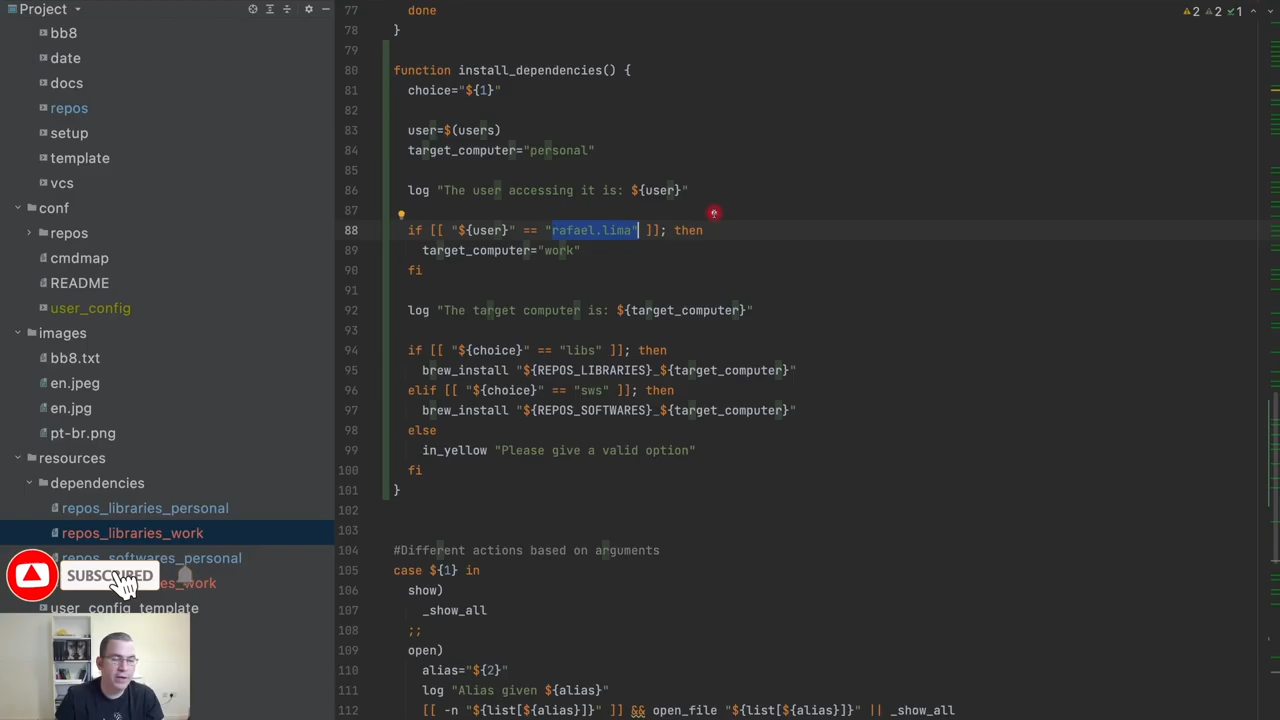 Project
bb8
date
docs
repos
setup
template
vcs
conf
repos
cmdmap
README
user_config
images
bb8.txt
en.jpeg
en.jpg
pt-br.png
resources
dependencies
repos_libraries_personal
repos_libraries_work
repos_softwares_personal
es_work
user_config_template
SUBSCRIBED
2 2 1
77 done
78 }
79
80 function install_dependencies() {
81 choice="${1}"
82
83 user=$(users)
84 target_computer="personal"
85
86 log "The user accessing it is: ${user}"
87
88 if [[ "${user}" == "rafael.lima" ]]; then
89 target_computer="work"
90 fi
91
92 log "The target computer is: ${target_computer}"
93
94 if [[ "${choice}" == "libs" ]]; then
95 brew_install "${REPOS_LIBRARIES}_${target_computer}"
96 elif [[ "${choice}" == "sws" ]]; then
97 brew_install "${REPOS_SOFTWARES}_${target_computer}"
98 else
99 in_yellow "Please give a valid option"
100 fi
101 }
102
103
104 #Different actions based on arguments
105 case ${1} in
106 show)
107 _show_all
108 ;;
109 open)
110 alias="${2}"
111 log "Alias given ${alias}"
112 [[ -n "${list[${alias}]}" ]] && open_file "${list[${alias}]}" || _show_all